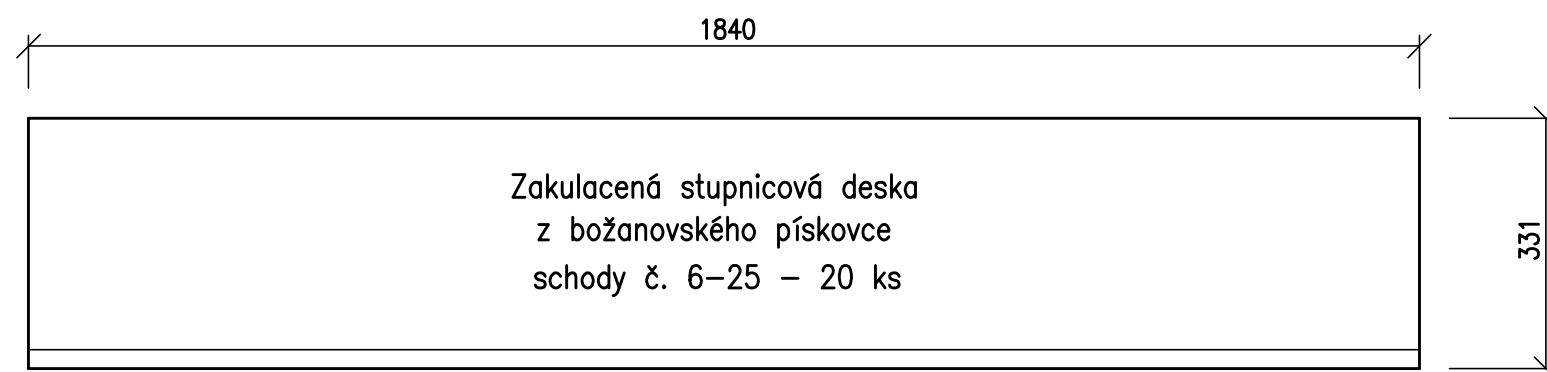 1840
Zakulacená stupnicová deska
z božanovského pískovce
schody č. 6-25 - 20 ks
331